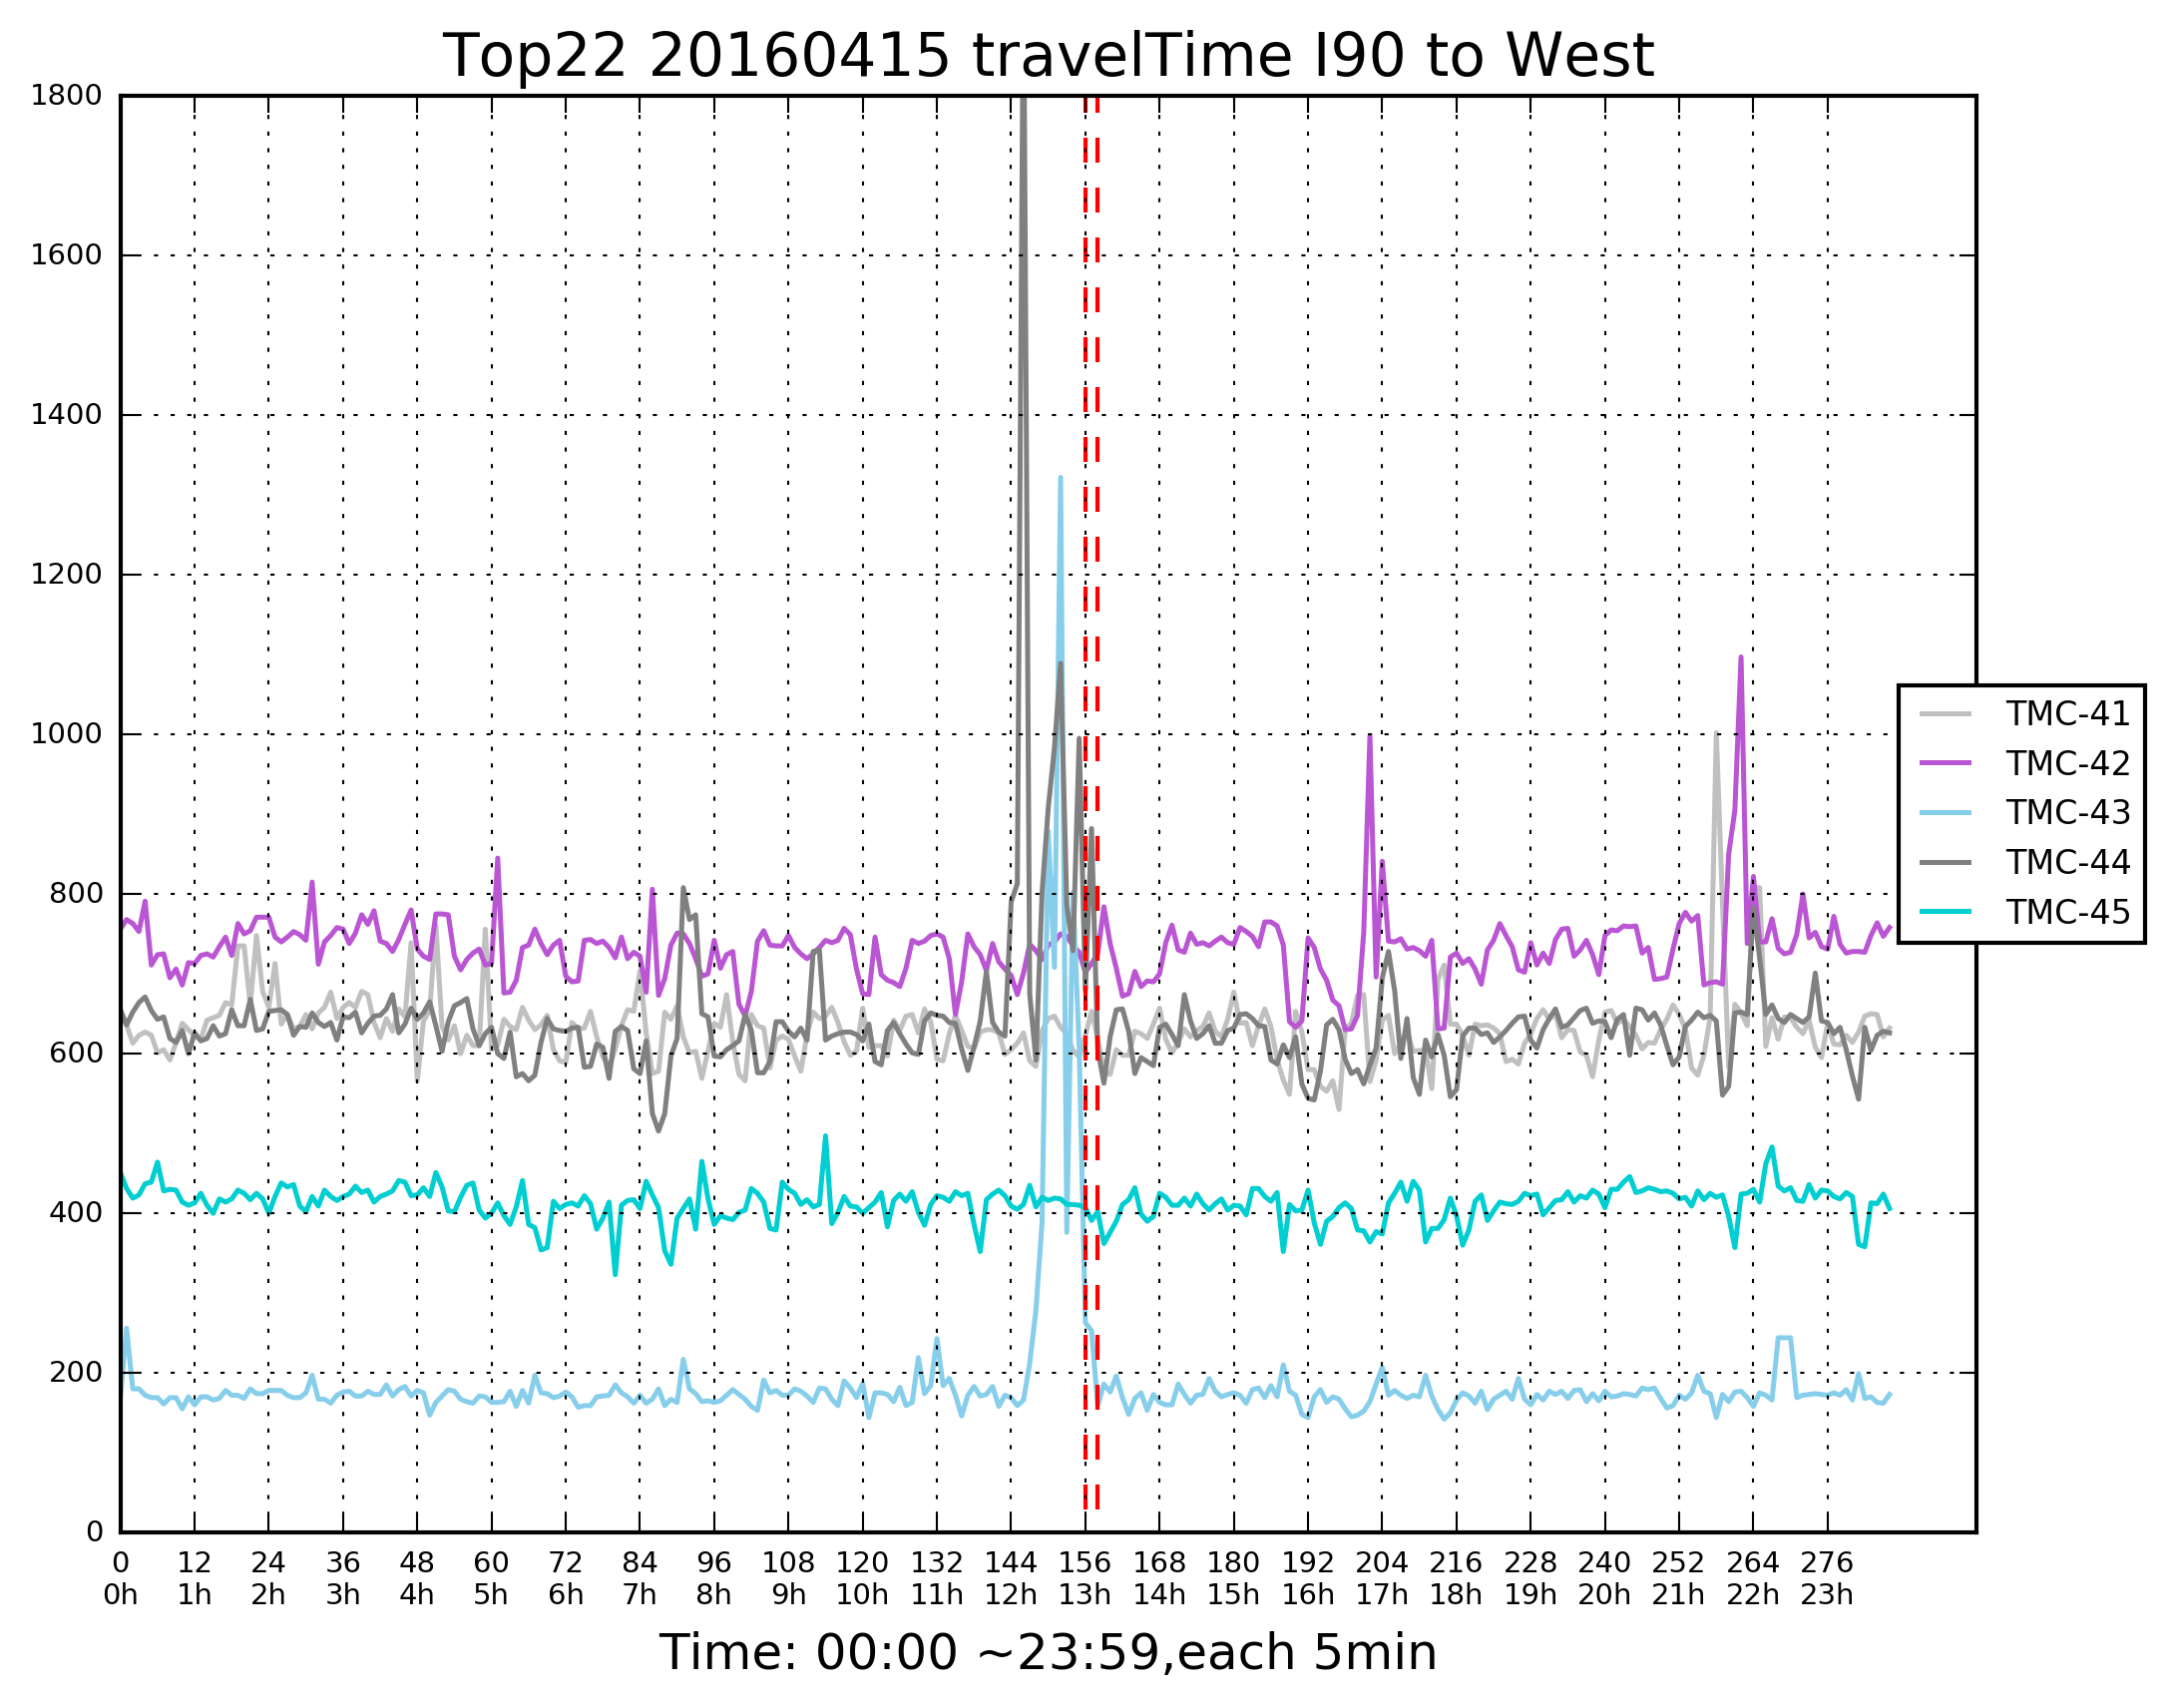 Top22 20160415 travelTime I90 to West
1800
1600
1400
1200
1000
800
600
400
200
0
TMC-41
TMC-42
TMC-43
TMC-44
TMC-45
0 12 24 36 48 60 72 84 96 108 120 132 144 156 168 180 192 204 216 228 240 252 264 276
0h 1h 2h 3h 4h 5h 6h 7h 8h 9h 10h 11h 12h 13h 14h 15h 16h 17h 18h 19h 20h 21h 22h 23h
Time: 00:00 ~23:59,each 5min